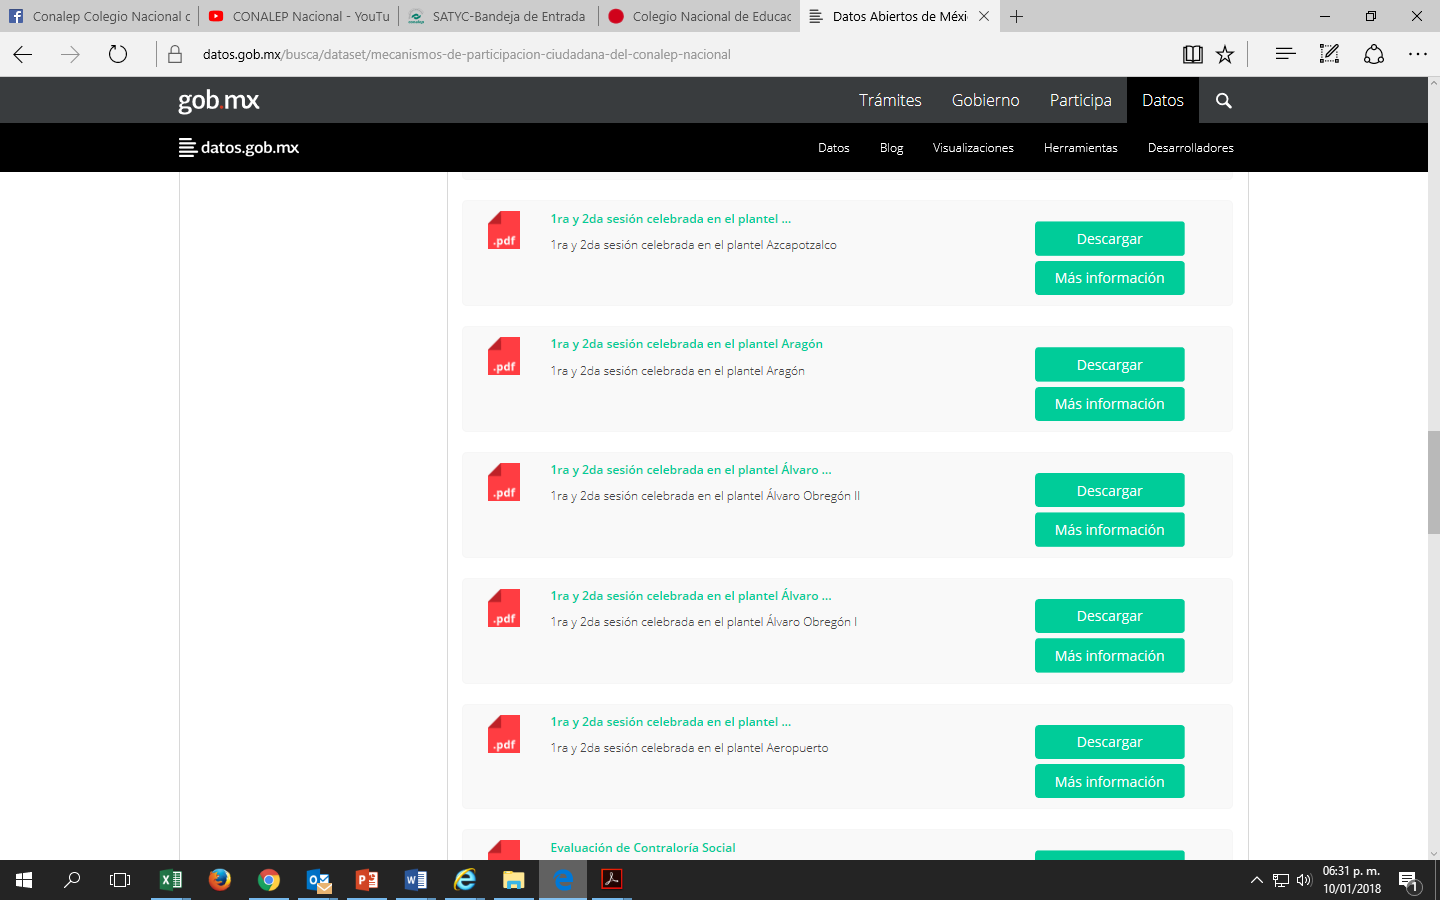 Conalep Colegio Nacional d
CONALEP Nacional - YouTu
SATYC-Bandeja de Entrada
Colegio Nacional de Educac
Datos Abiertos de Méxi
datos.gob.mx/busca/dataset/mecanismos-de-participacion-ciudadana-del-conalep-nacional
gob.mx
Trámites Gobierno Participa Datos
datos.gob.mx
Datos Blog Visualizaciones Herramientas Desarrolladores
.pdf
1ra y 2da sesión celebrada en el plantel ...
1ra y 2da sesión celebrada en el plantel Azcapotzalco
Descargar
Más información
.pdf
1ra y 2da sesión celebrada en el plantel Aragón
1ra y 2da sesión celebrada en el plantel Aragón
Descargar
Más información
.pdf
1ra y 2da sesión celebrada en el plantel Álvaro ...
1ra y 2da sesión celebrada en el plantel Álvaro Obregón II
Descargar
Más información
.pdf
1ra y 2da sesión celebrada en el plantel Álvaro ...
1ra y 2da sesión celebrada en el plantel Álvaro Obregón I
Descargar
Más información
.pdf
1ra y 2da sesión celebrada en el plantel ...
1ra y 2da sesión celebrada en el plantel Aeropuerto
Descargar
Más información
Evaluación de Contraloría Social
06:31 p. m.
10/01/2018
1